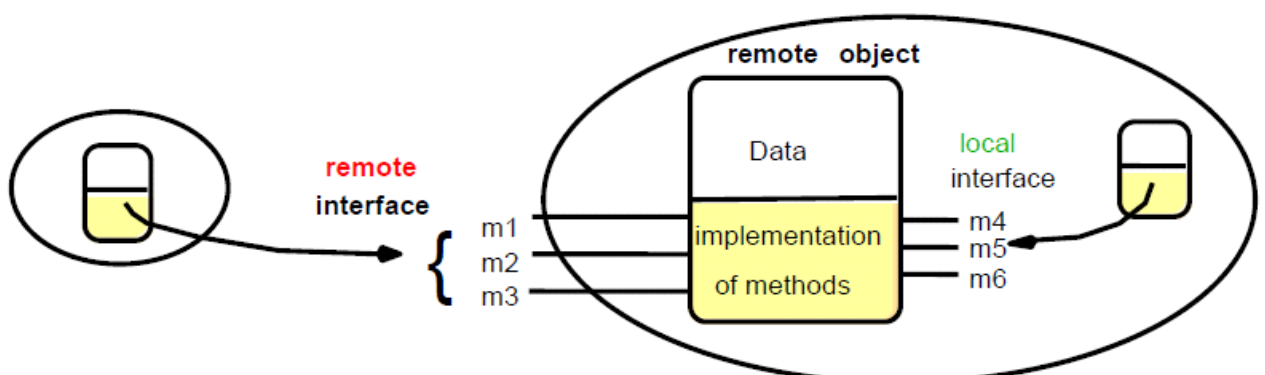 remote object
Data
remote
interface
{
m1
m2
m3
implementation
of methods
local
interface
m4
m5
m6